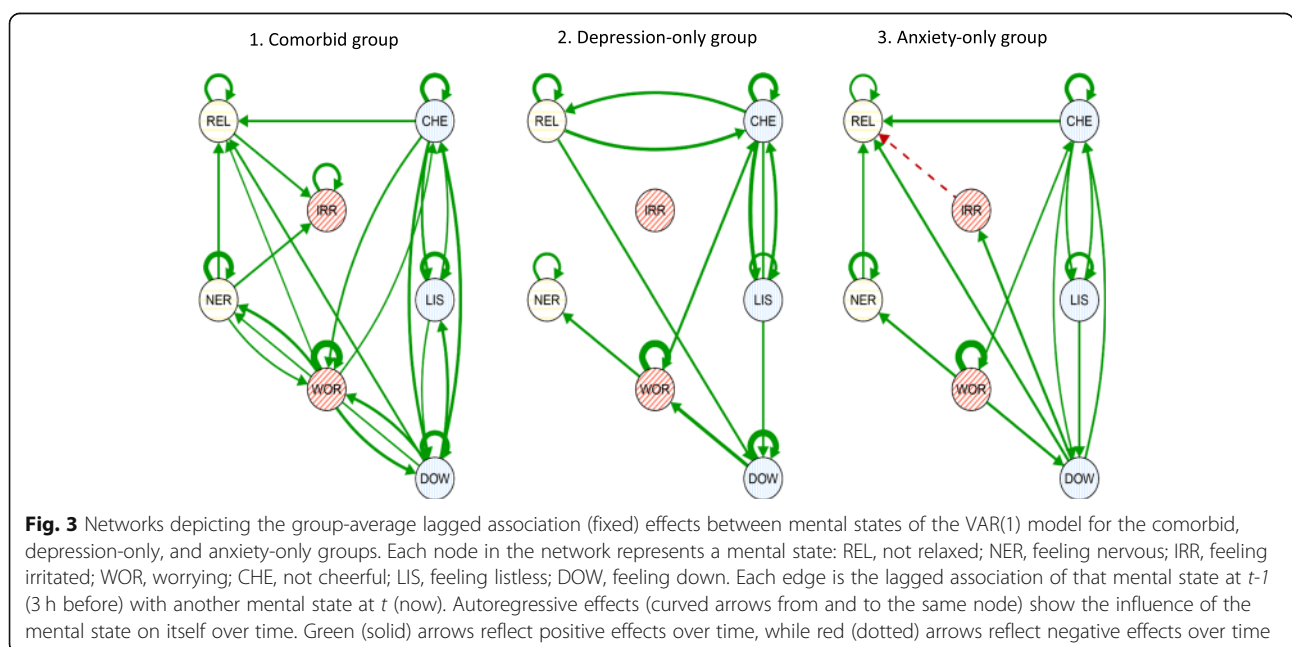 1. Comorbid group
2. Depression-only group
3. Anxiety-only group
REL
CHE
IRR
NER
LIS
WOR
DOW
REL
CHE
IRR
NER
LIS
WOR
DOW
REL
CHE
IRR
NER
LIS
WOR
DOW
Fig. 3 Networks depicting the group-average lagged association (fixed) effects between mental states of the VAR(1) model for the comorbid,
depression-only, and anxiety-only groups. Each node in the network represents a mental state: REL, not relaxed; NER, feeling nervous; IRR, feeling
irritated; WOR, worrying; CHE, not cheerful; LIS, feeling listless; DOW, feeling down. Each edge is the lagged association of that mental state at t-1
(3 h before) with another mental state at t (now). Autoregressive effects (curved arrows from and to the same node) show the influence of the
mental state on itself over time. Green (solid) arrows reflect positive effects over time, while red (dotted) arrows reflect negative effects over time